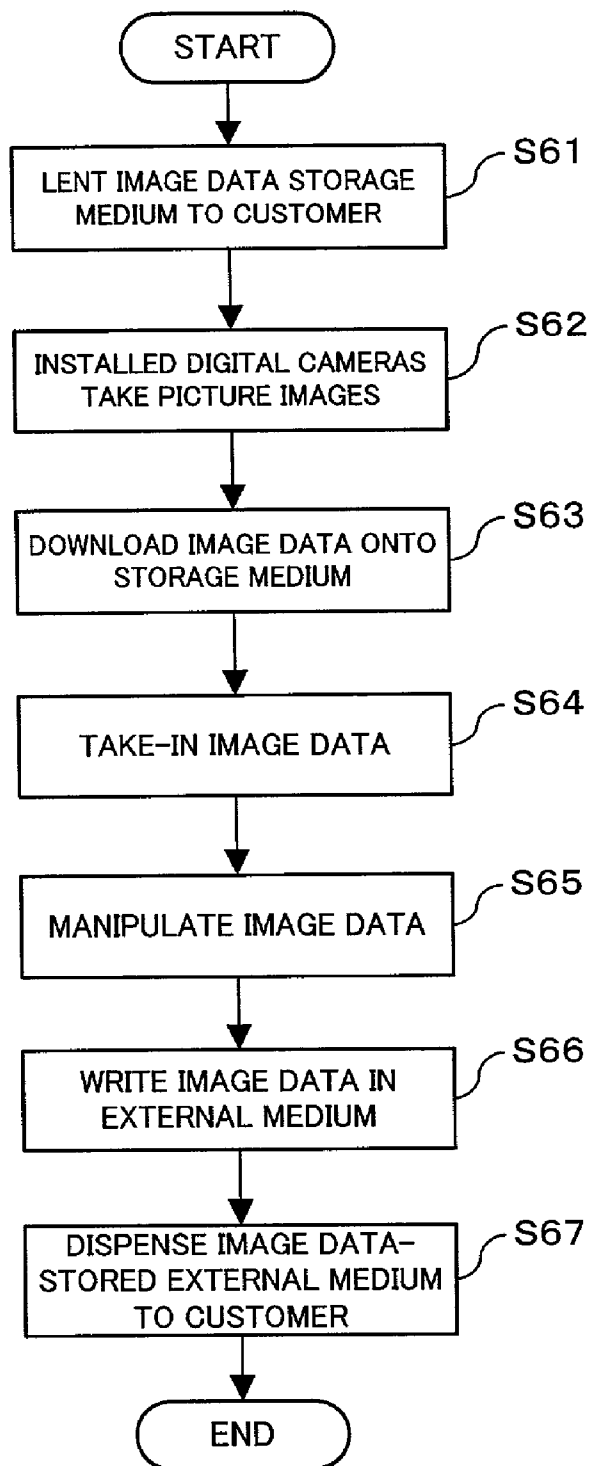 START
LENT IMAGE DATA STORAGE
MEDIUM TO CUSTOMER
S61
INSTALLED DIGITAL CAMERAS
TAKE PICTURE IMAGES
S62
DOWNLOAD IMAGE DATA ONTO
STORAGE MEDIUM
S63
TAKE-IN IMAGE DATA
S64
MANIPULATE IMAGE DATA
S65
WRITE IMAGE DATA IN
EXTERNAL MEDIUM
S66
DISPENSE IMAGE DATA-
STORED EXTERNAL MEDIUM
TO CUSTOMER
S67
END